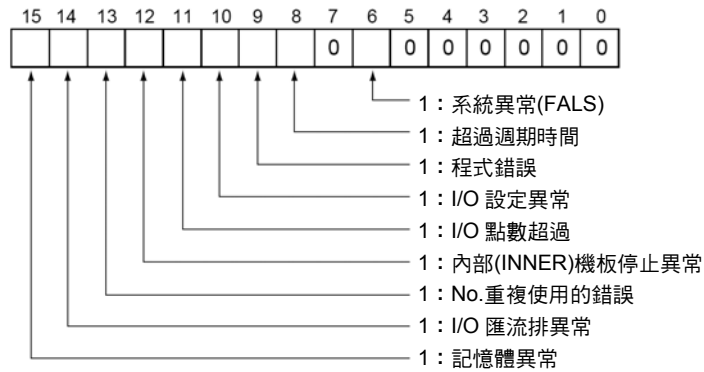 15 14 13 12 11 10 9 8 7 6 5 4 3 2 1 0
0 0 0 0 0 0 0
1：系統異常(FALS)
1：超過週期時間
1：程式錯誤
1：I/O 設定異常
1：I/O 點數超過
1：內部(INNER)機板停止異常
1：No.重複使用的錯誤
1：I/O 匯流排異常
1：記憶體異常